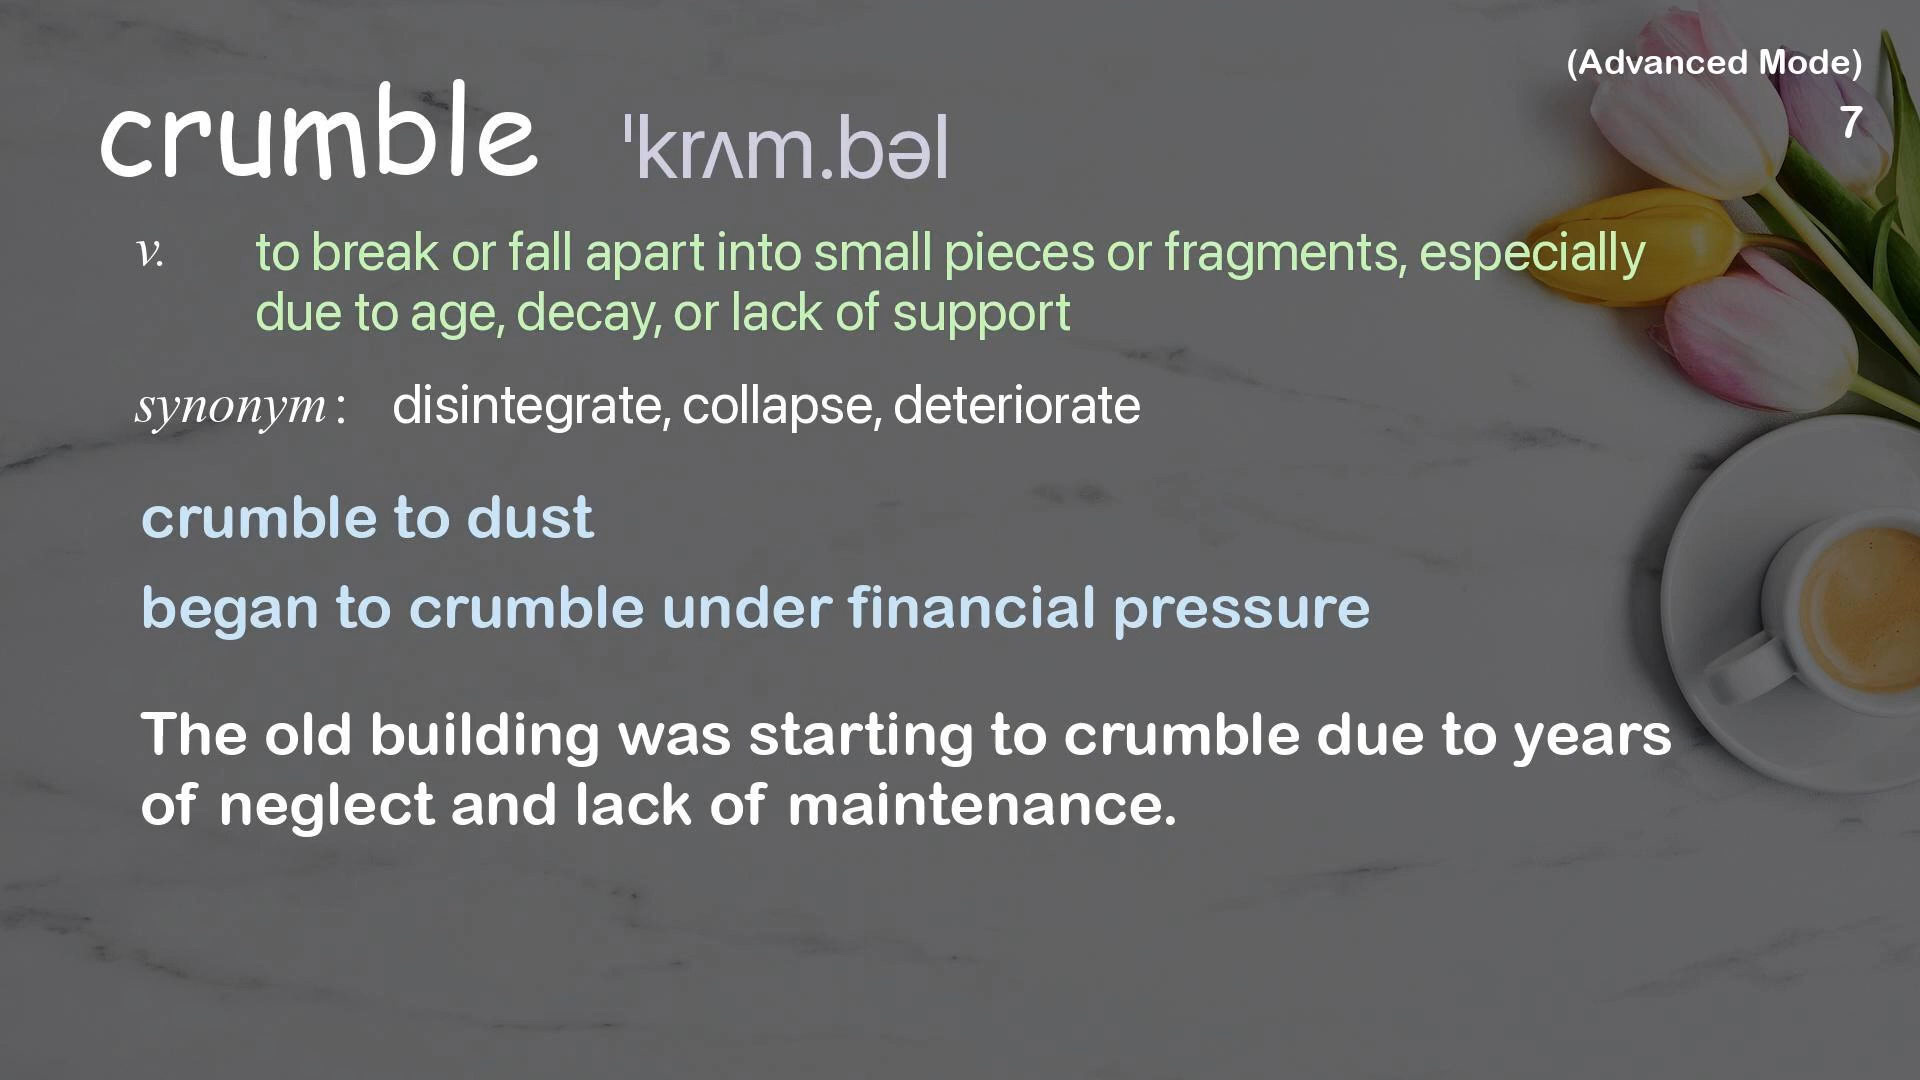 (Advanced Mode)
7
crumble ˈkrʌm.bəl
v. to break or fall apart into small pieces or fragments, especially
due to age, decay, or lack of support
synonym : disintegrate, collapse, deteriorate
crumble to dust
began to crumble under financial pressure
The old building was starting to crumble due to years
of neglect and lack of maintenance.